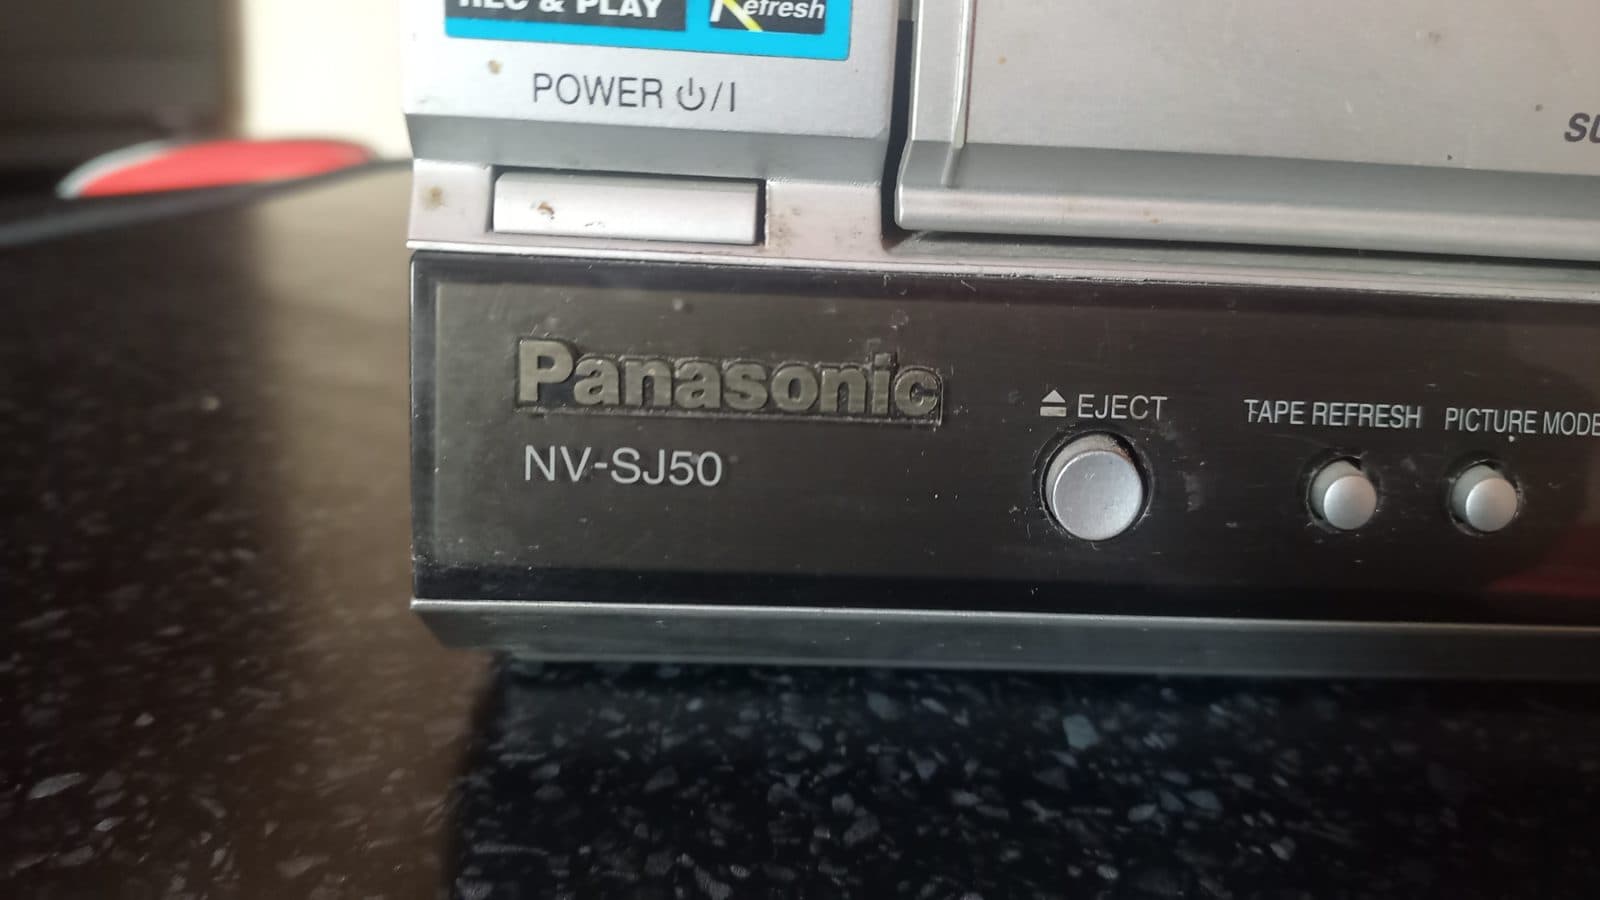 REC & PLAY
Refresh
POWER ⏻/I
Panasonic
NV-SJ50
⏏ EJECT
TAPE REFRESH
PICTURE MODE